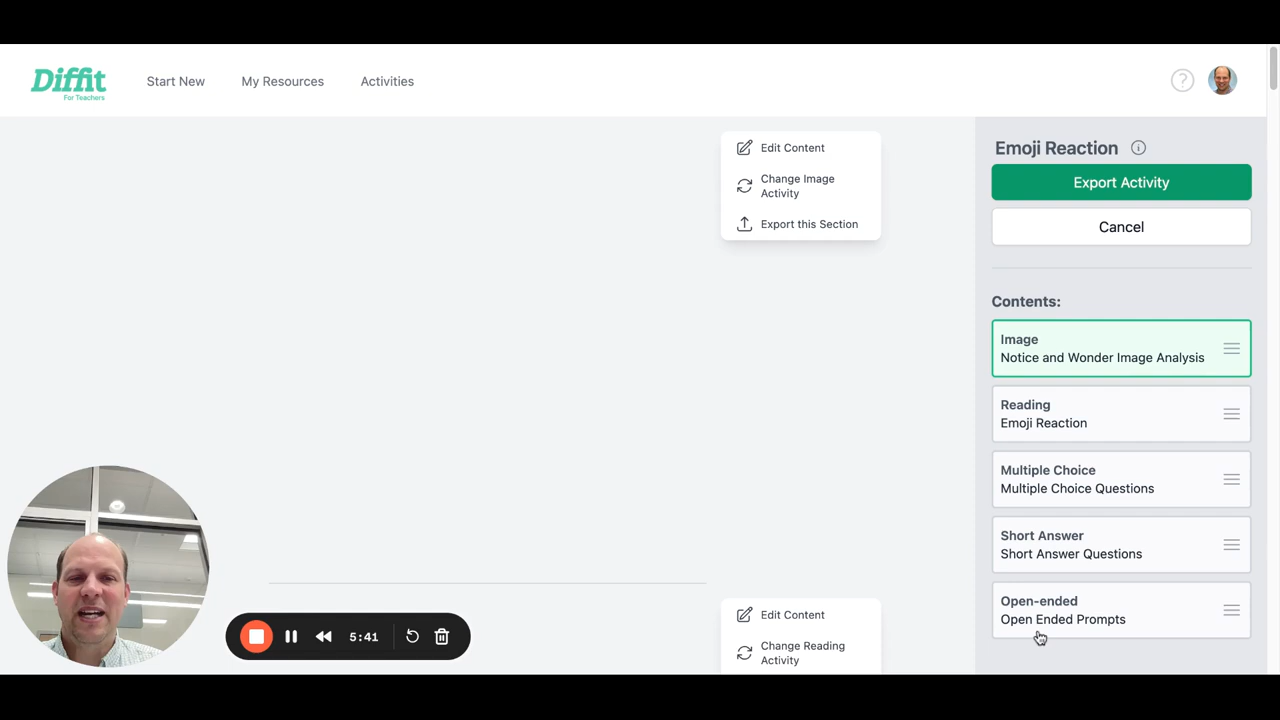 Diffit
For Teachers
Start New
My Resources
Activities
?
Edit Content
Change Image
Activity
Export this Section
Emoji Reaction
Export Activity
Cancel
Contents:
Image
Notice and Wonder Image Analysis
Reading
Emoji Reaction
Multiple Choice
Multiple Choice Questions
Short Answer
Short Answer Questions
Open-ended
Open Ended Prompts
5:41
Edit Content
Change Reading
Activity